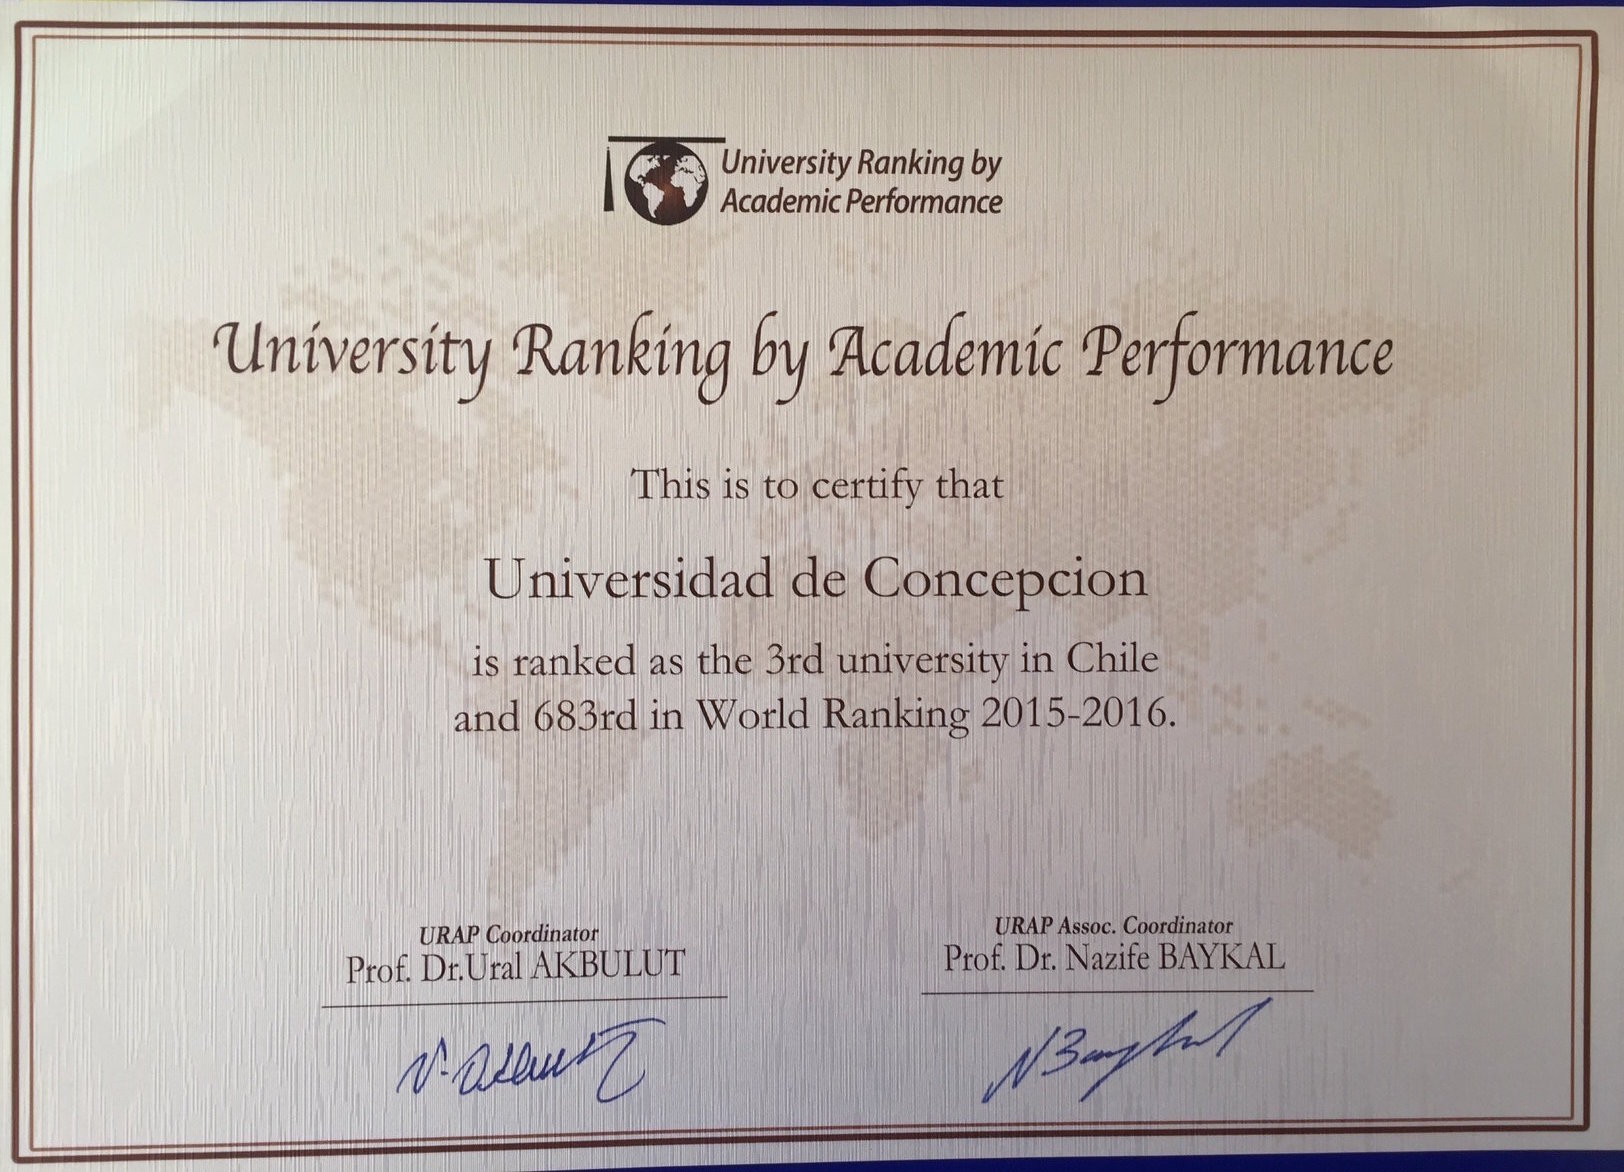 University Ranking by
Academic Performance
University Ranking by Academic Performance
This is to certify that
Universidad de Concepcion
is ranked as the 3rd university in Chile
and 683rd in World Ranking 2015-2016.
URAP Coordinator
Prof. Dr.Ural AKBULUT
URAP Assoc. Coordinator
Prof. Dr. Nazife BAYKAL